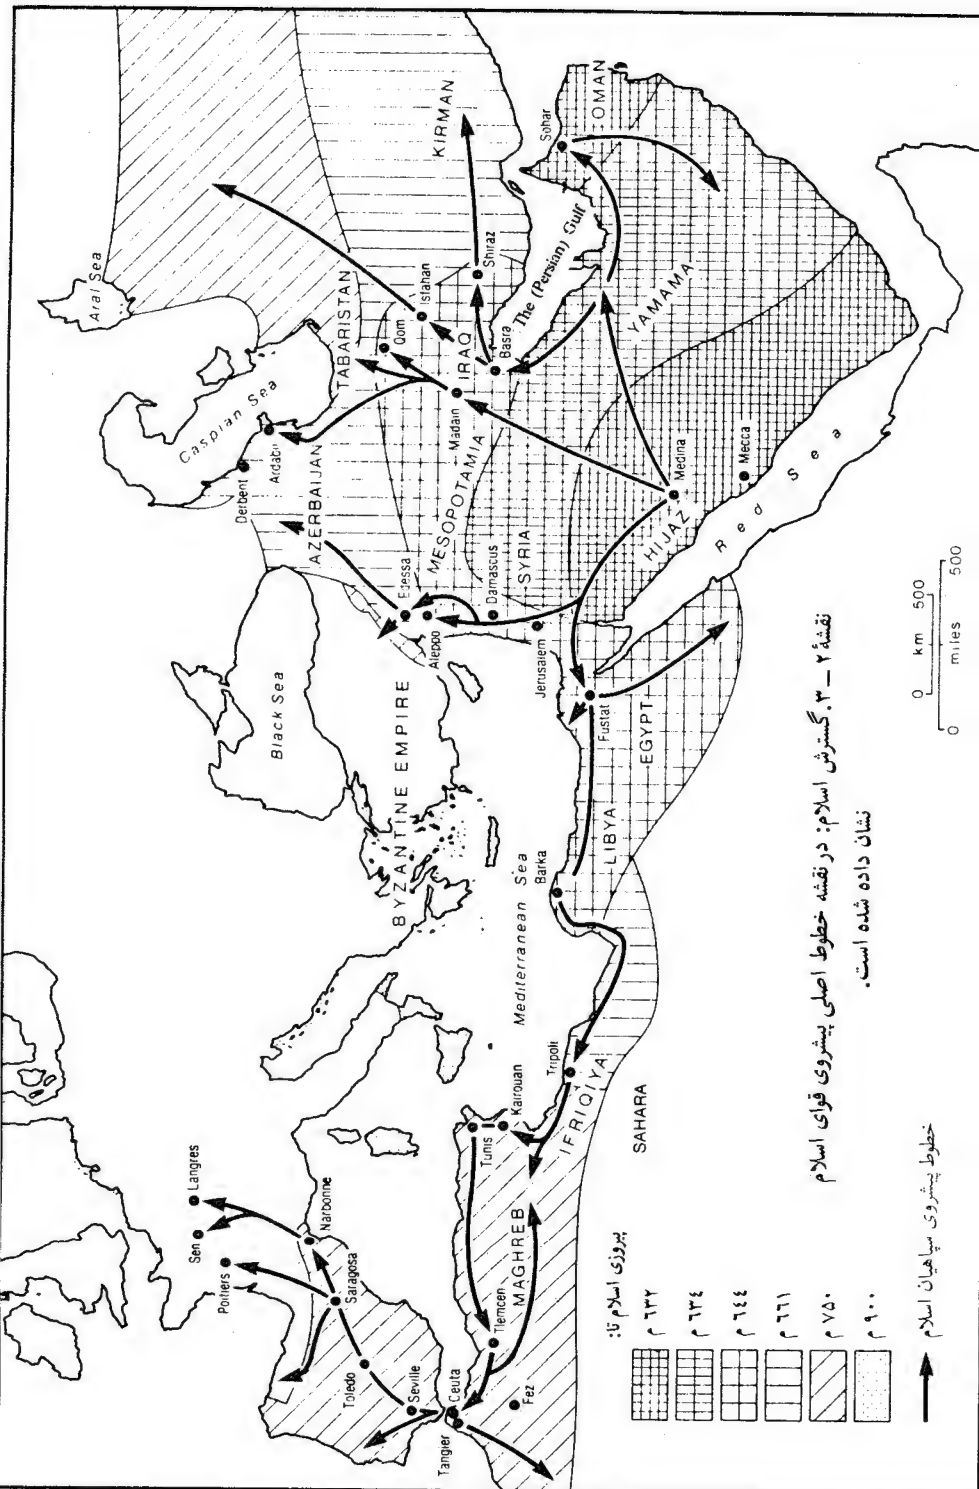 Aral Sea
Caspian Sea
Black Sea
BYZANTINE EMPIRE
Mediterranean Sea
Red Sea
The (Persian) Gulf
KIRMAN
OMAN
Sohar
Shiraz
Isfahan
TABARISTAN
Qom
IRAQ
Basra
Madain
YAMAMA
Ardabil
Derbent
AZERBAIJAN
MESOPOTAMIA
Edessa
Aleppo
Damascus
SYRIA
Jerusalem
Medina
Mecca
HIJAZ
Fustat
EGYPT
LIBYA
Barka
Tripoli
IFRIQIYA
SAHARA
Kairouan
Tunis
MAGHREB
Tlemcen
Fez
Ceuta
Tangier
Seville
Toledo
Saragosa
Narbonne
Poitiers
Sen
Langres
نقشهٔ ۲ – ۳. گسترش اسلام: در نقشه خطوط اصلی پیشروی قوای اسلام
نشان داده شده است.
پیروزی اسلام تا:
۶۳۲ م
۶۳٤ م
۶٤٤ م
۶۶۱ م
۷۵۰ م
۹۰۰ م
خطوط پیشروی سپاهیان اسلام
0 km 500
0 miles 500